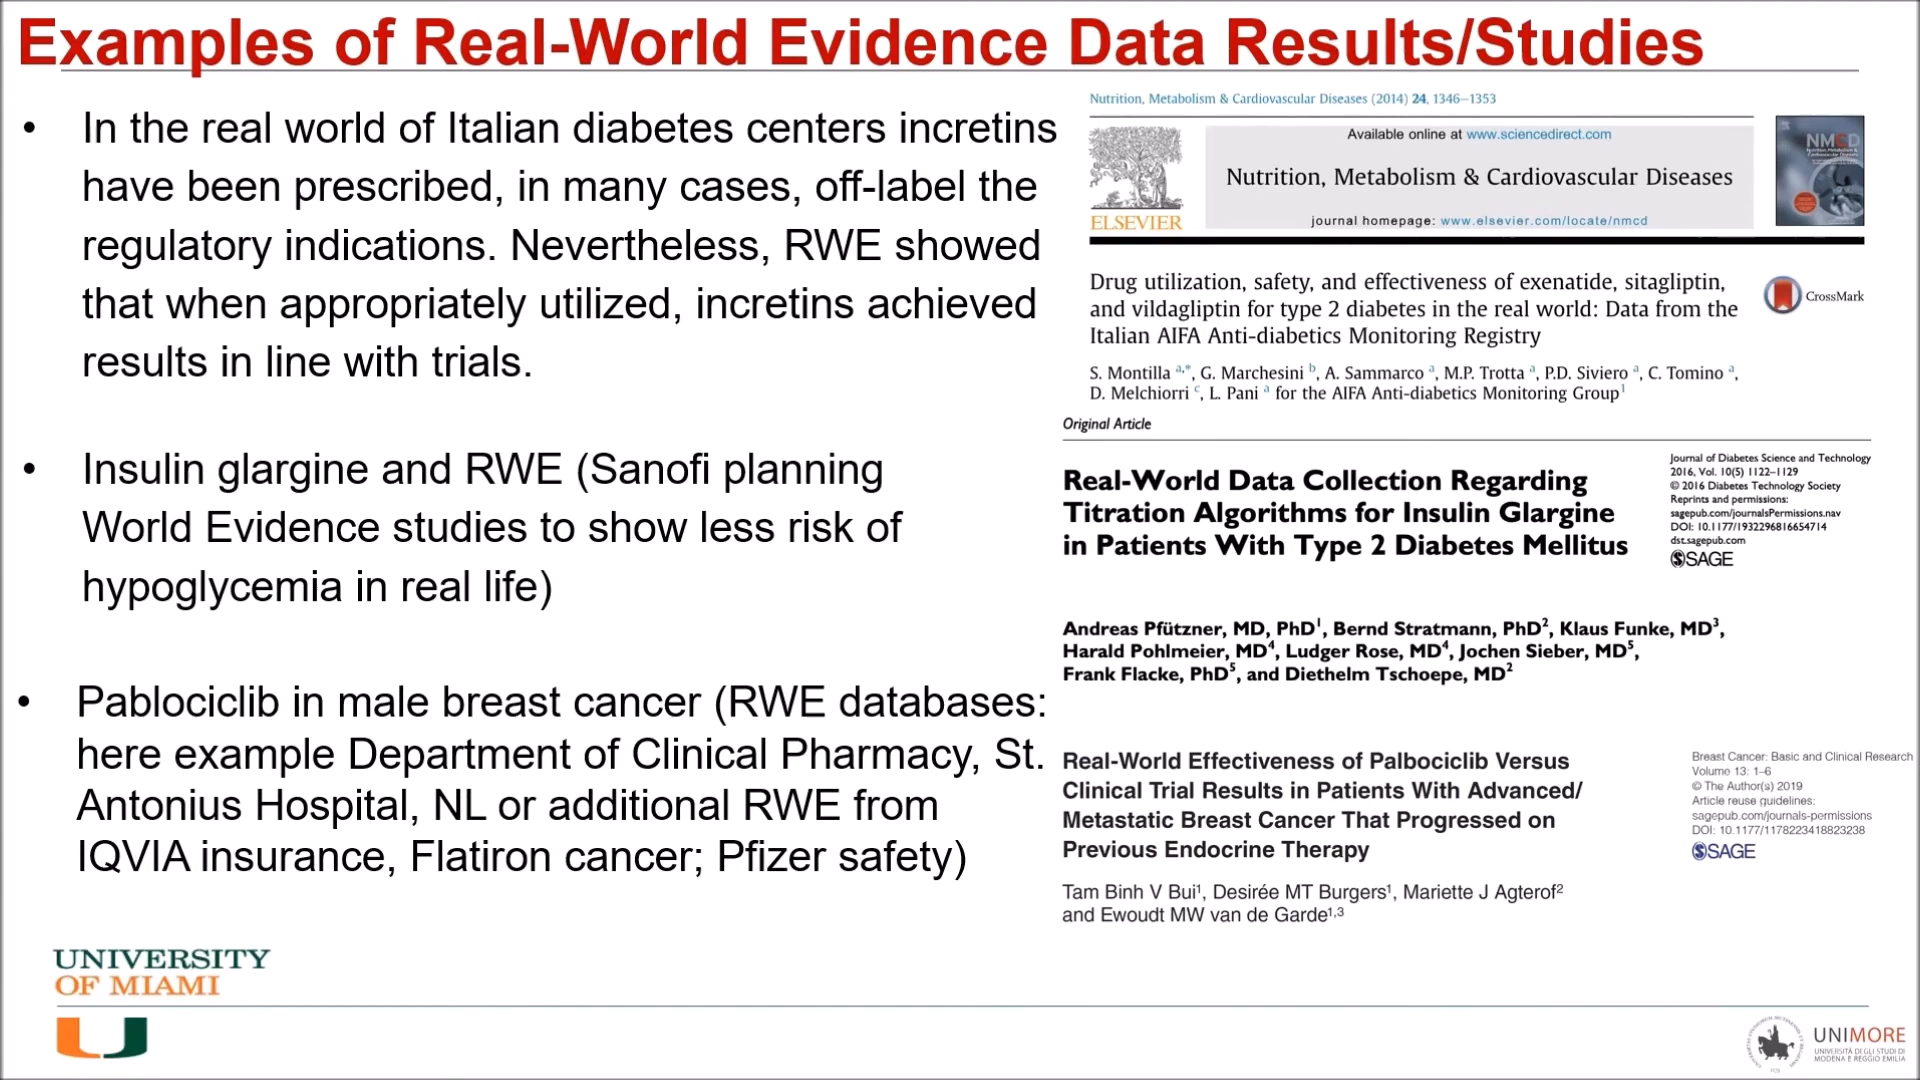 Examples of Real-World Evidence Data Results/Studies
• In the real world of Italian diabetes centers incretins
have been prescribed, in many cases, off-label the
regulatory indications. Nevertheless, RWE showed
that when appropriately utilized, incretins achieved
results in line with trials.
• Insulin glargine and RWE (Sanofi planning
World Evidence studies to show less risk of
hypoglycemia in real life)
• Pablociclib in male breast cancer (RWE databases:
here example Department of Clinical Pharmacy, St.
Antonius Hospital, NL or additional RWE from
IQVIA insurance, Flatiron cancer; Pfizer safety)
Nutrition, Metabolism & Cardiovascular Diseases (2014) 24, 1346–1353
Available online at www.sciencedirect.com
Nutrition, Metabolism & Cardiovascular Diseases
journal homepage: www.elsevier.com/locate/nmcd
ELSEVIER
NMCD
Drug utilization, safety, and effectiveness of exenatide, sitagliptin,
and vildagliptin for type 2 diabetes in the real world: Data from the
Italian AIFA Anti-diabetes Monitoring Registry
CrossMark
S. Montilla a,*, G. Marchesini b, A. Sammarco a, M.P. Trotta a, P.D. Siviero a, C. Tomino a,
D. Melchiorri c, L. Pani a for the AIFA Anti-diabetes Monitoring Group1
Original Article
Real-World Data Collection Regarding
Titration Algorithms for Insulin Glargine
in Patients With Type 2 Diabetes Mellitus
Journal of Diabetes Science and Technology
2016, Vol. 10(5) 1122–1129
© 2016 Diabetes Technology Society
Reprints and permissions:
sagepub.com/journalsPermissions.nav
DOI: 10.1177/1932296816654714
dst.sagepub.com
SAGE
Andreas Pfützner, MD, PhD1, Bernd Stratmann, PhD2, Klaus Funke, MD3,
Harald Pohlmeier, MD4, Ludger Rose, MD4, Jochen Sieber, MD5,
Frank Flacke, PhD5, and Diethelm Tschoepe, MD2
Real-World Effectiveness of Palbociclib Versus
Clinical Trial Results in Patients With Advanced/
Metastatic Breast Cancer That Progressed on
Previous Endocrine Therapy
Breast Cancer: Basic and Clinical Research
Volume 13: 1–6
© The Author(s) 2019
Article reuse guidelines:
sagepub.com/journals-permissions
DOI: 10.1177/1178223418823238
SAGE
Tam Binh V Bui1, Desirée MT Burgers1, Mariette J Agterof2
and Ewoudt MW van de Garde1,3
UNIVERSITY
OF MIAMI
UNIMORE
UNIVERSITÀ DEGLI STUDI DI
MODENA E REGGIO EMILIA